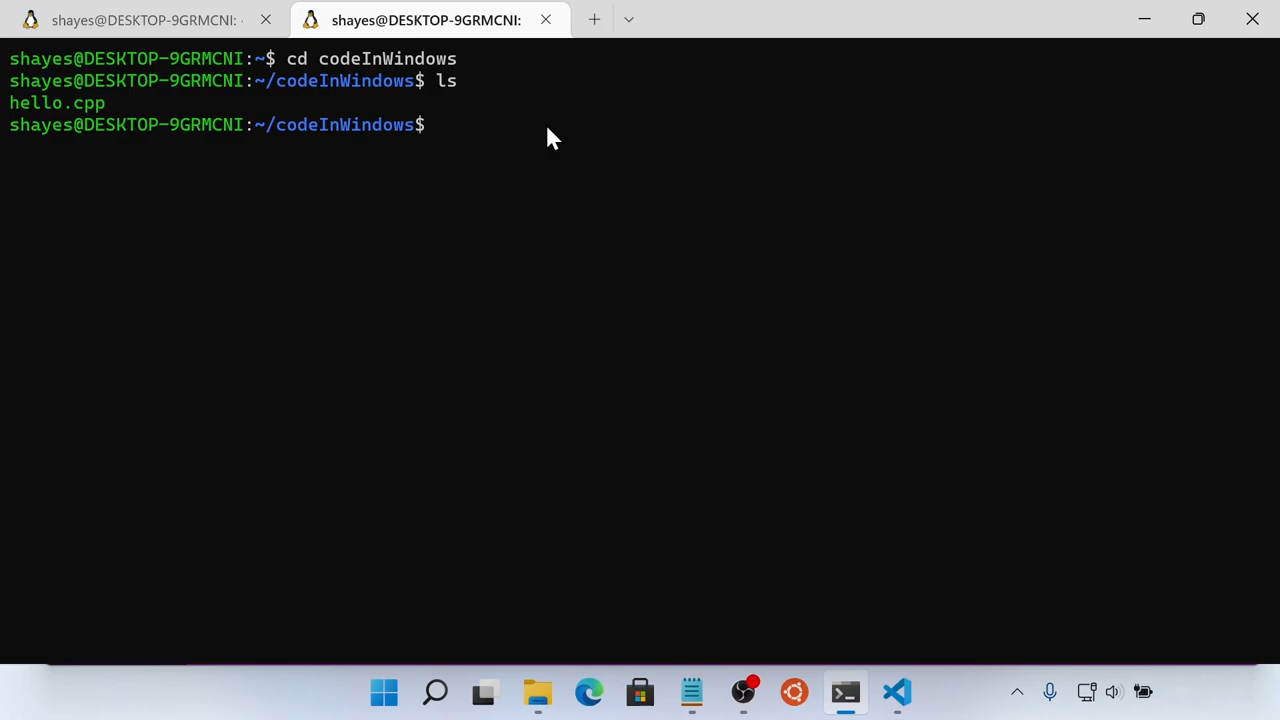 shayes@DESKTOP-9GRMCNI: shayes@DESKTOP-9GRMCNI:
shayes@DESKTOP-9GRMCNI:~$ cd codeInWindows
shayes@DESKTOP-9GRMCNI:~/codeInWindows$ ls
hello.cpp
shayes@DESKTOP-9GRMCNI:~/codeInWindows$